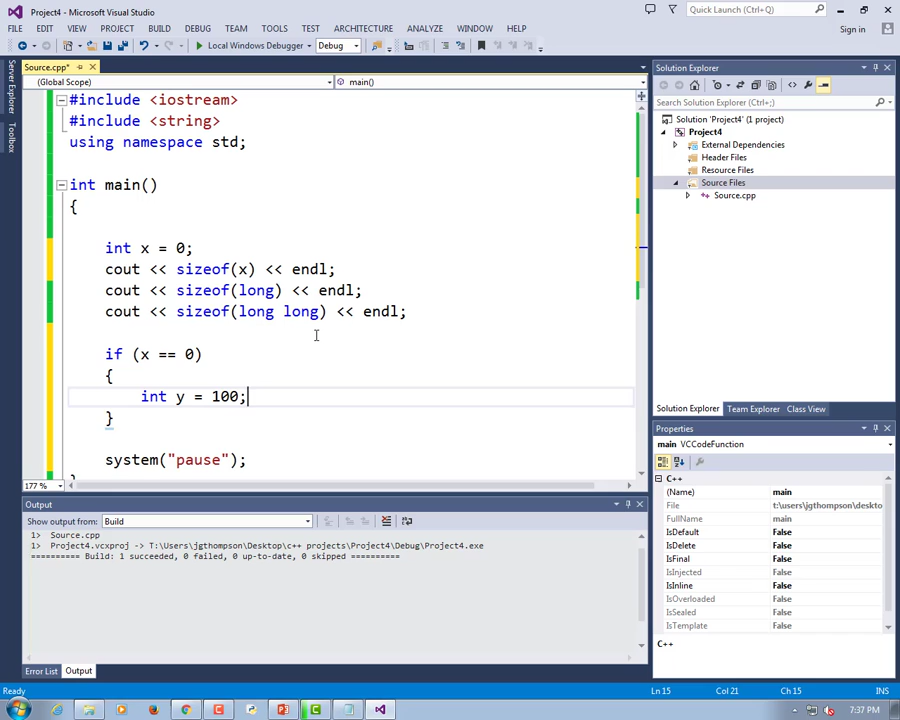 Project4 - Microsoft Visual Studio
Quick Launch (Ctrl+Q)
FILE EDIT VIEW PROJECT BUILD DEBUG TEAM TOOLS TEST ARCHITECTURE ANALYZE WINDOW HELP
Sign in
Local Windows Debugger Debug
Source.cpp*
Solution Explorer
(Global Scope) main()
Server Explorer
Toolbox
#include <iostream>
#include <string>
using namespace std;
int main()
{
int x = 0;
cout << sizeof(x) << endl;
cout << sizeof(long) << endl;
cout << sizeof(long long) << endl;
if (x == 0)
{
int y = 100;
}
system("pause");
177 %
Search Solution Explorer (Ctrl+;)
Solution 'Project4' (1 project)
Project4
External Dependencies
Header Files
Resource Files
Source Files
Source.cpp
Solution Explorer Team Explorer Class View
Properties
main VCCodeFunction
C++
(Name) main
File t:\users\jgthompson\deskto
FullName main
IsDefault False
IsDelete False
IsFinal False
IsInjected False
IsInline False
IsOverloaded False
IsSealed False
IsTemplate False
C++
Output
Show output from: Build
1> Source.cpp
1> Project4.vcxproj -> T:\Users\jgthompson\Desktop\c++ projects\Project4\Debug\Project4.exe
========== Build: 1 succeeded, 0 failed, 0 up-to-date, 0 skipped ==========
Error List Output
Ready Ln 15 Col 21 Ch 15 INS
7:37 PM